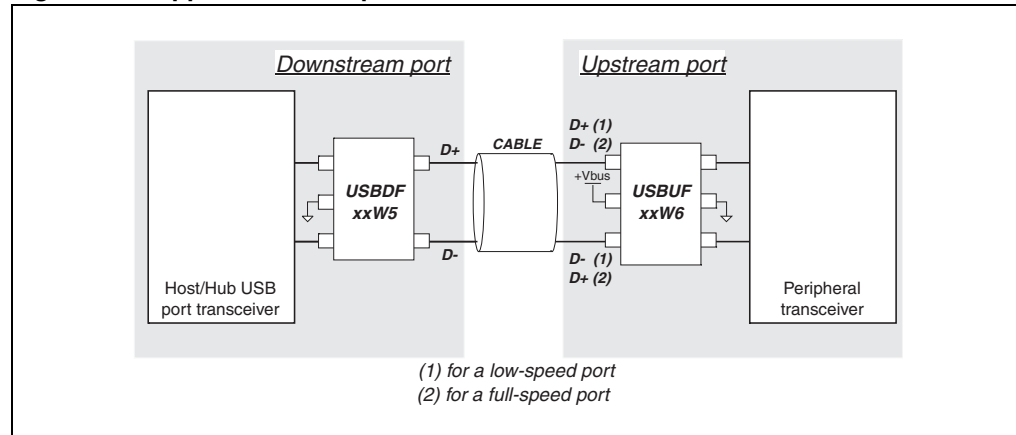 Downstream port
Upstream port
D+
CABLE
D+ (1)
D- (2)
+Vbus
USBDF
xxW5
USBUF
xxW6
D-
D- (1)
D+ (2)
Host/Hub USB
port transceiver
Peripheral
transceiver
(1) for a low-speed port
(2) for a full-speed port